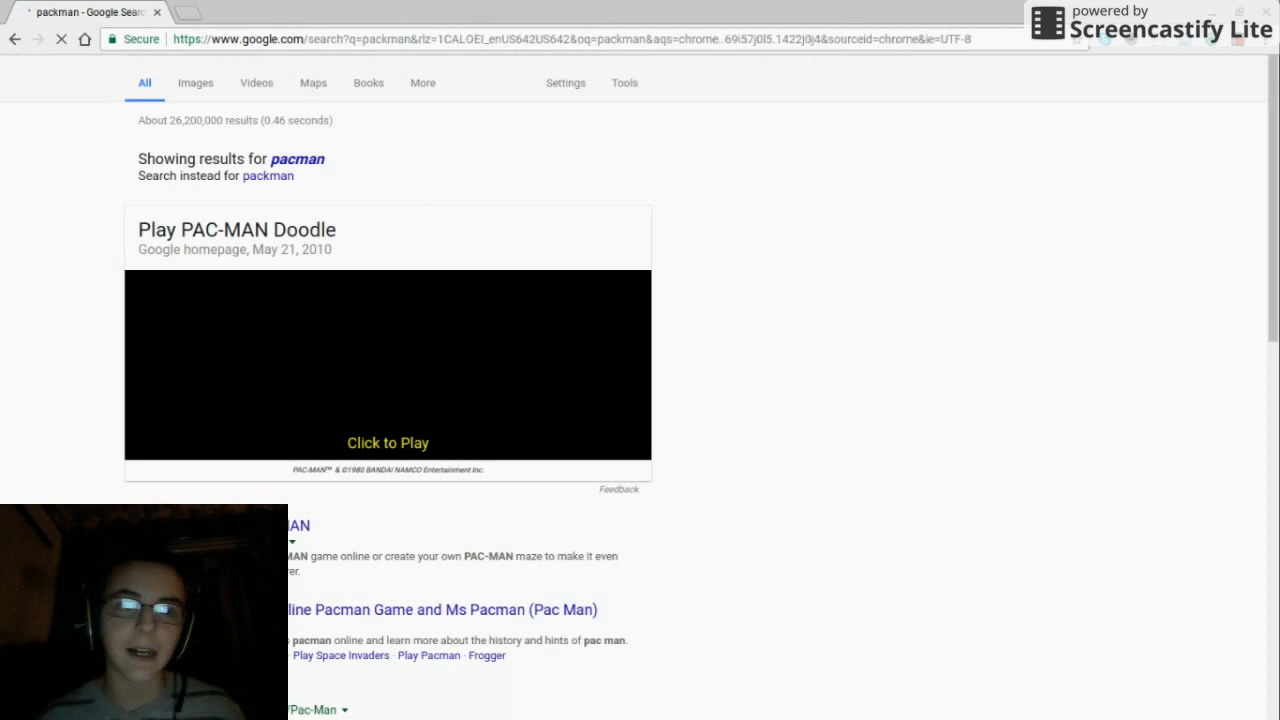 packman - Google Sear
powered by
Screencastify Lite
Secure https://www.google.com/search?q=packman&rlz=1CALOEI_enUS642US642&oq=packman&aqs=chrome..69i57j0l5.1422j0j4&sourceid=chrome&ie=UTF-8
All Images Videos Maps Books More Settings Tools
About 26,200,000 results (0.46 seconds)
Showing results for pacman
Search instead for packman
Play PAC-MAN Doodle
Google homepage, May 21, 2010
Click to Play
PAC-MAN™ & ©1980 BANDAI NAMCO Entertainment Inc.
Feedback
MAN
MAN game online or create your own PAC-MAN maze to make it even
er.
line Pacman Game and Ms Pacman (Pac Man)
s pacman online and learn more about the history and hints of pac man.
Play Space Invaders · Play Pacman · Frogger
/Pac-Man